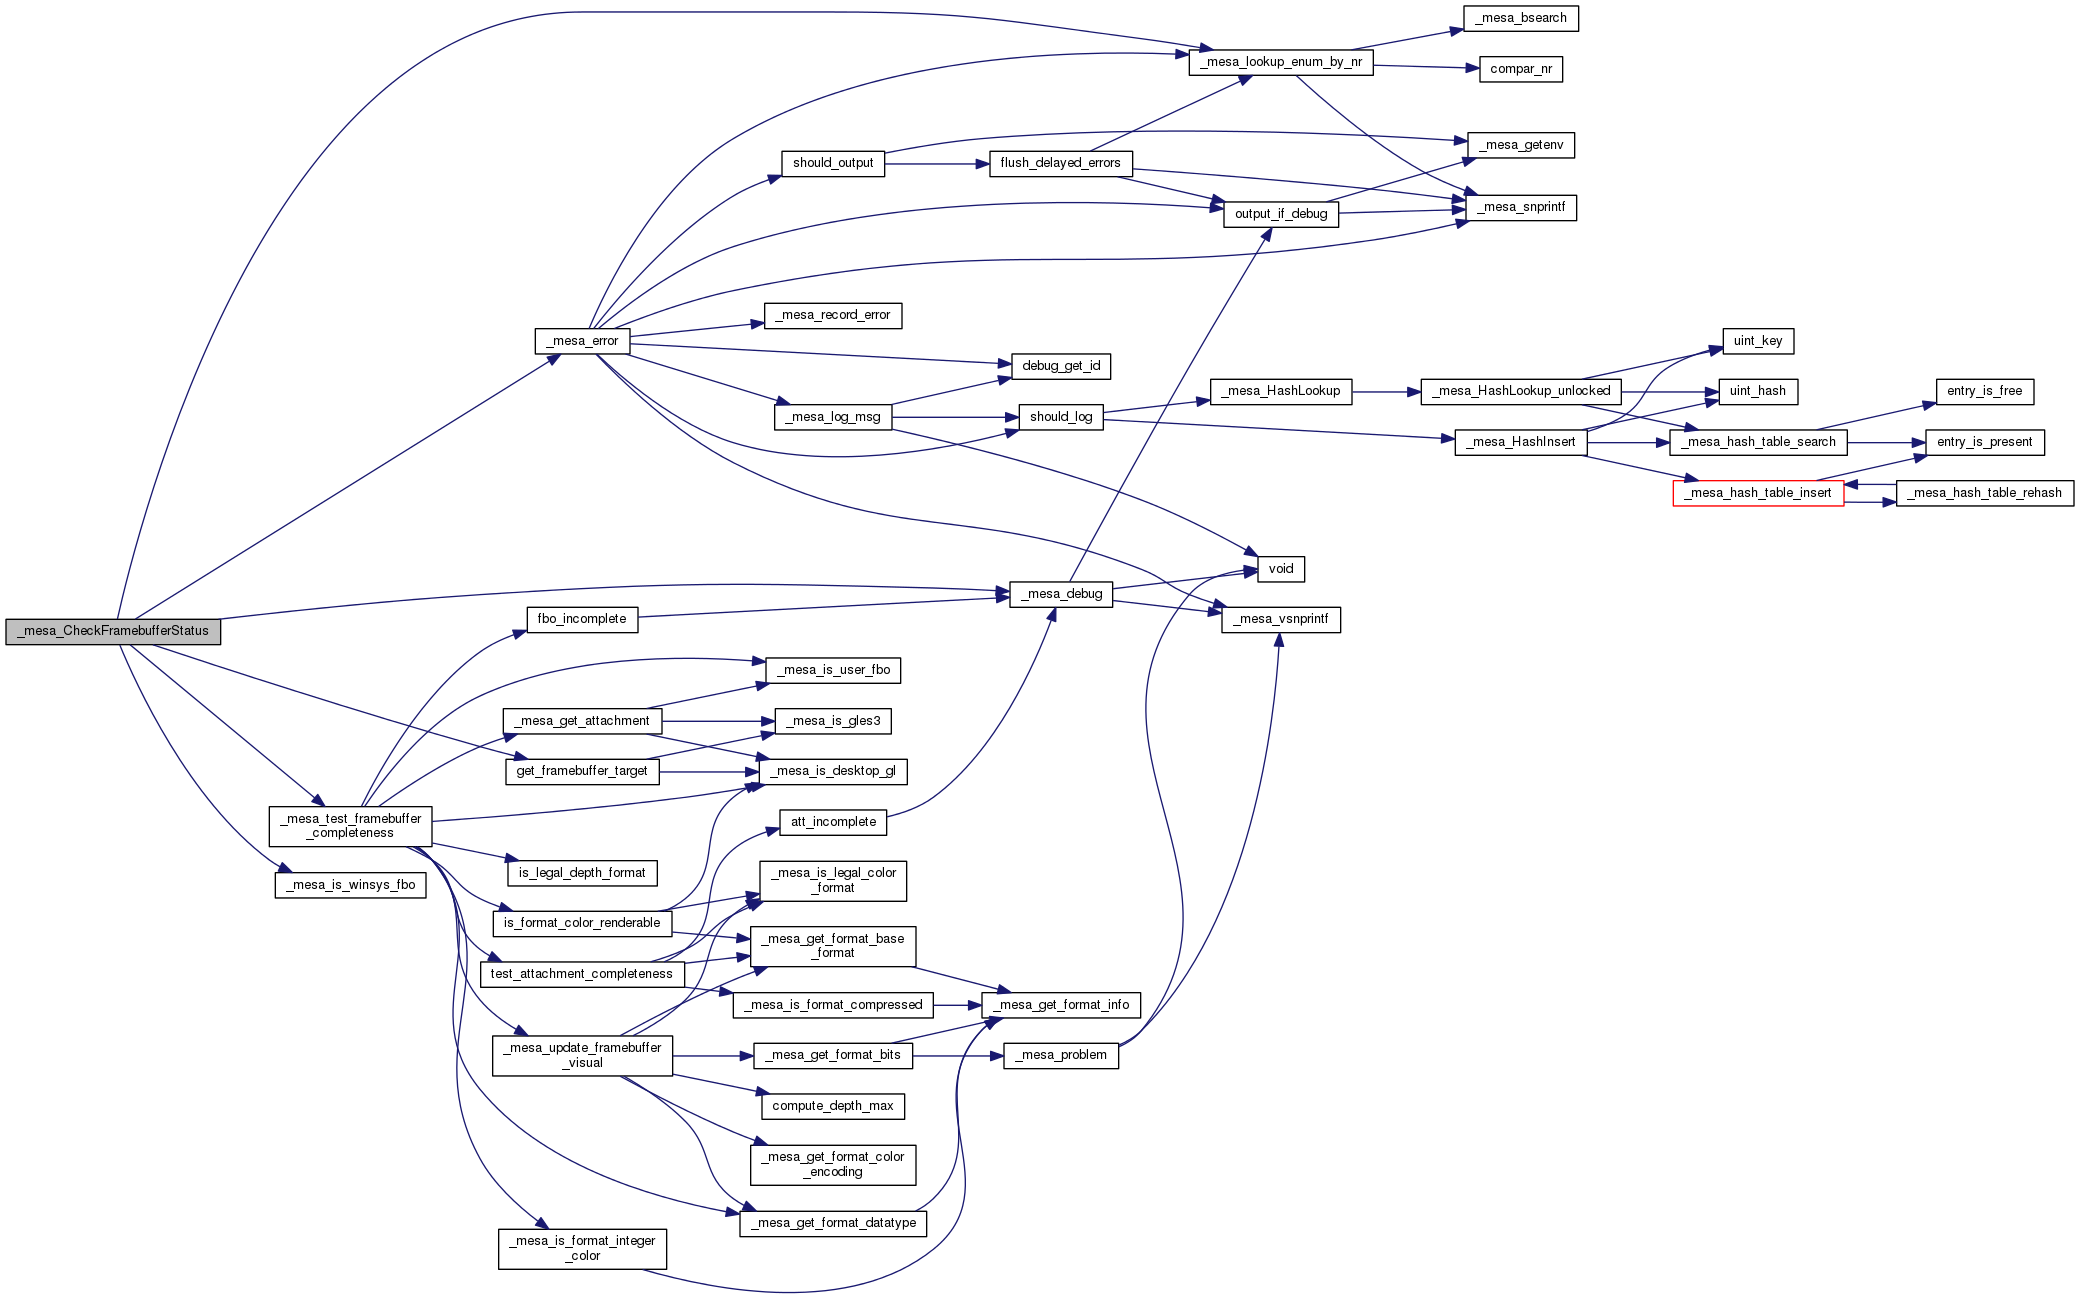 _mesa_bsearch
_mesa_lookup_enum_by_nr
compar_nr
_mesa_getenv
should_output
flush_delayed_errors
_mesa_snprintf
output_if_debug
_mesa_record_error
_mesa_error
uint_key
debug_get_id
_mesa_HashLookup
_mesa_HashLookup_unlocked
uint_hash
entry_is_free
_mesa_log_msg
should_log
_mesa_HashInsert
_mesa_hash_table_search
entry_is_present
_mesa_hash_table_insert
_mesa_hash_table_rehash
void
_mesa_debug
fbo_incomplete
_mesa_vsnprintf
_mesa_CheckFramebufferStatus
_mesa_is_user_fbo
_mesa_get_attachment
_mesa_is_gles3
get_framebuffer_target
_mesa_is_desktop_gl
_mesa_test_framebuffer
_completeness
att_incomplete
is_legal_depth_format
_mesa_is_legal_color
_format
_mesa_is_winsys_fbo
is_format_color_renderable
_mesa_get_format_base
_format
test_attachment_completeness
_mesa_is_format_compressed
_mesa_get_format_info
_mesa_update_framebuffer
_visual
_mesa_get_format_bits
_mesa_problem
compute_depth_max
_mesa_get_format_color
_encoding
_mesa_get_format_datatype
_mesa_is_format_integer
_color